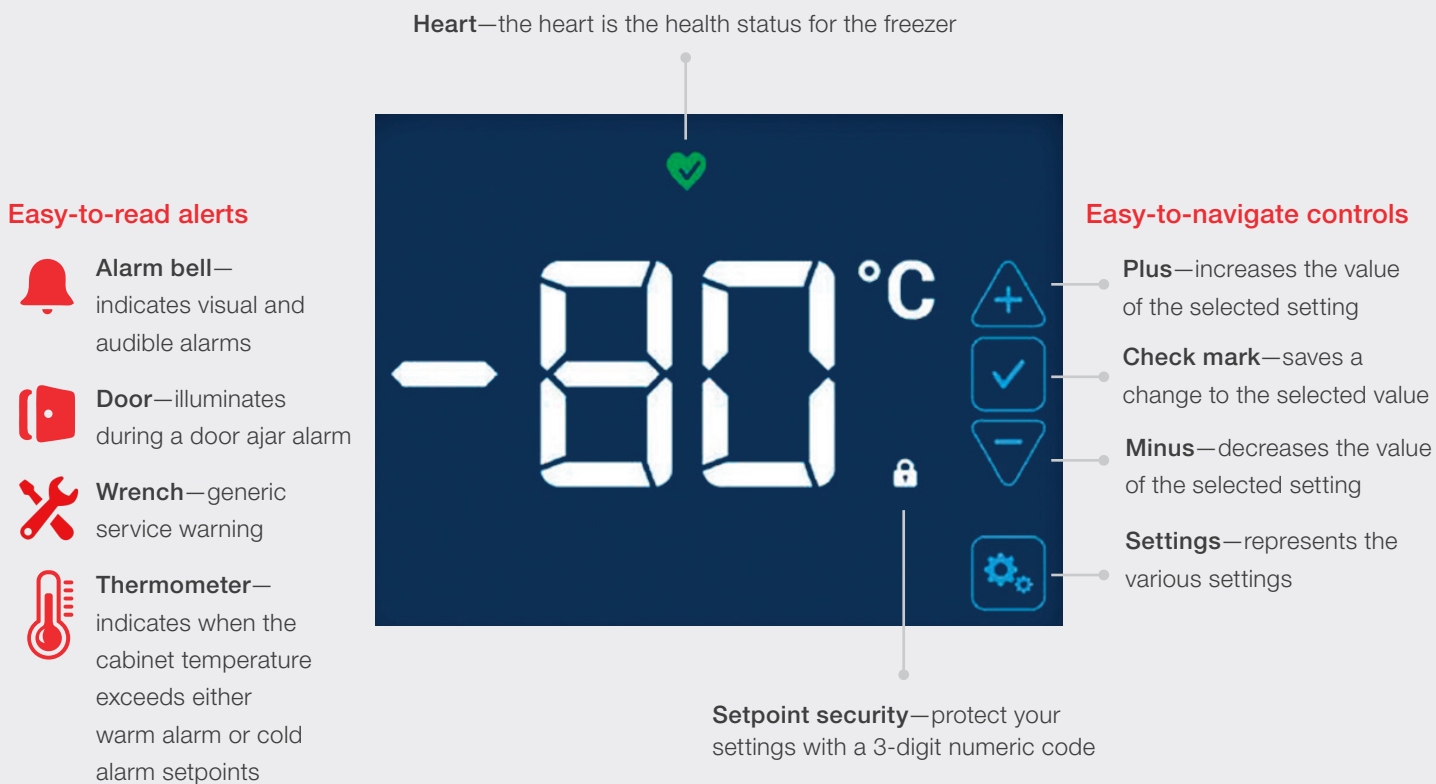 Heart—the heart is the health status for the freezer
Easy-to-read alerts
Alarm bell—
indicates visual and
audible alarms
Door—illuminates
during a door ajar alarm
Wrench—generic
service warning
Thermometer—
indicates when the
cabinet temperature
exceeds either
warm alarm or cold
alarm setpoints
-80 °C
Easy-to-navigate controls
Plus—increases the value
of the selected setting
Check mark—saves a
change to the selected value
Minus—decreases the value
of the selected setting
Settings—represents the
various settings
Setpoint security—protect your
settings with a 3-digit numeric code